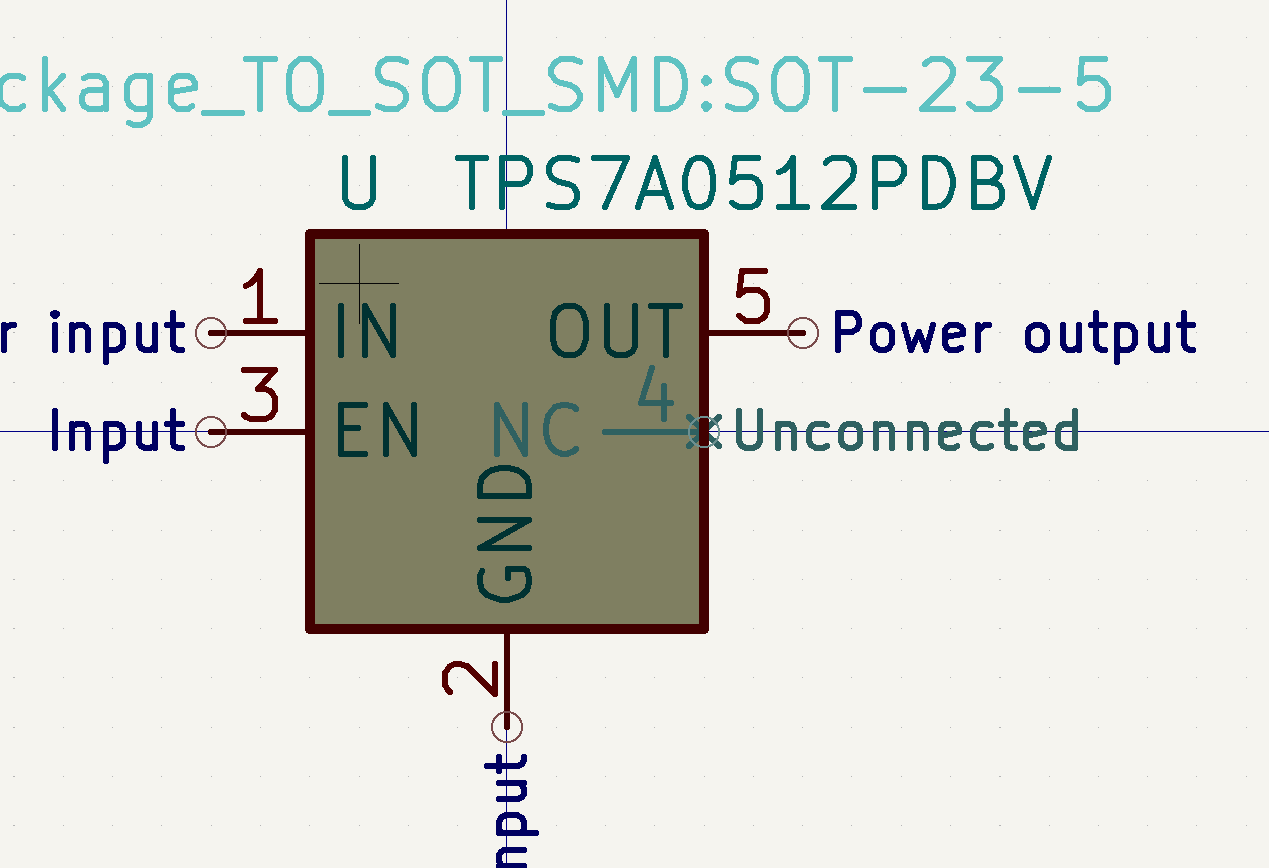 ckage_TO_SOT_SMD:SOT-23-5
U TPS7A0512PDBV
1 5
r input IN OUT Power output
3 4
Input EN NC Unconnected
GND
2
nput